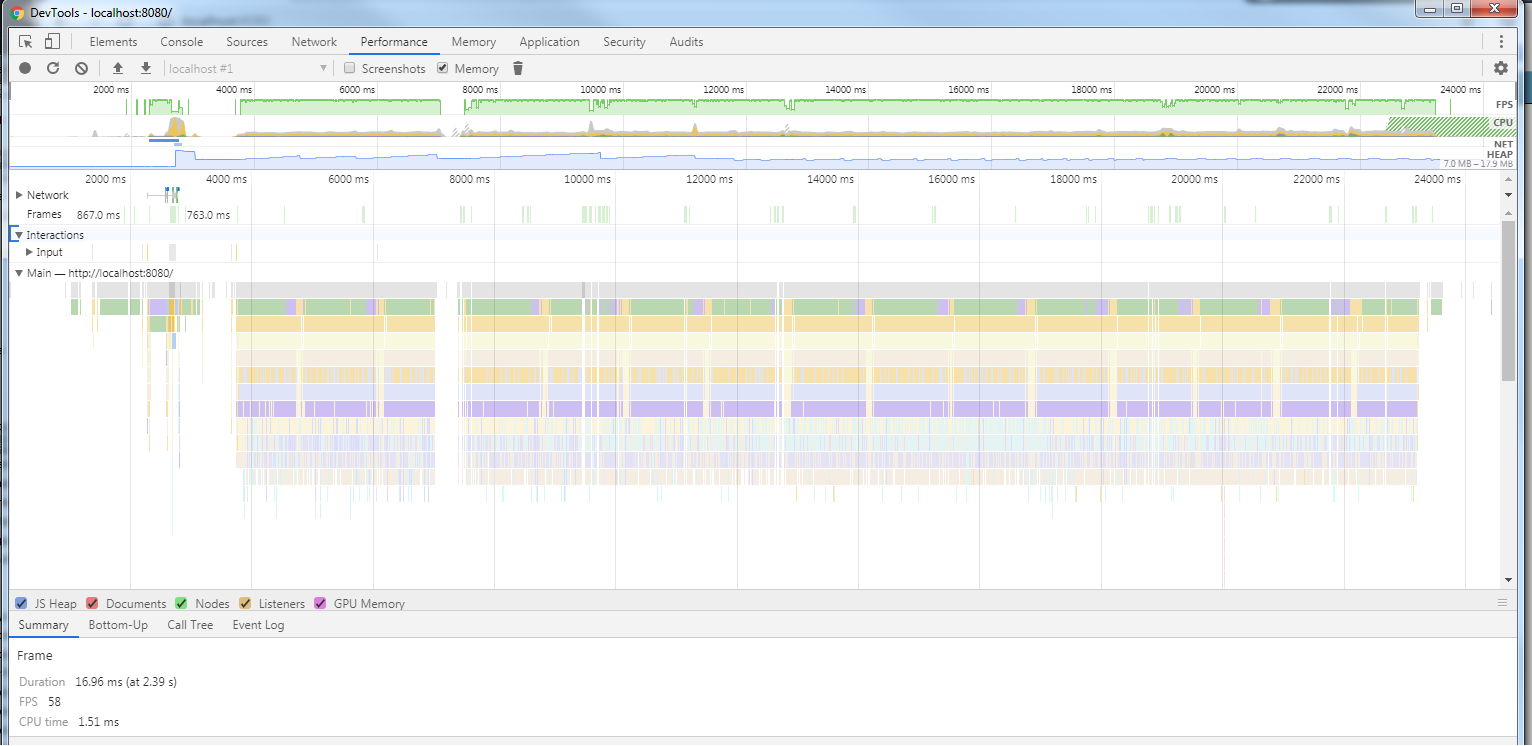 DevTools - localhost:8080/
Elements Console Sources Network Performance Memory Application Security Audits
localhost #1 Screenshots Memory
2000 ms 4000 ms 6000 ms 8000 ms 10000 ms 12000 ms 14000 ms 16000 ms 18000 ms 20000 ms 22000 ms 24000 ms
FPS
CPU
NET
HEAP
7.0 MB – 17.9 MB
2000 ms 4000 ms 6000 ms 8000 ms 10000 ms 12000 ms 14000 ms 16000 ms 18000 ms 20000 ms 22000 ms 24000 ms
Network
Frames 867.0 ms 763.0 ms
Interactions
Input
Main — http://localhost:8080/
JS Heap Documents Nodes Listeners GPU Memory
Summary Bottom-Up Call Tree Event Log
Frame
Duration 16.96 ms (at 2.39 s)
FPS 58
CPU time 1.51 ms